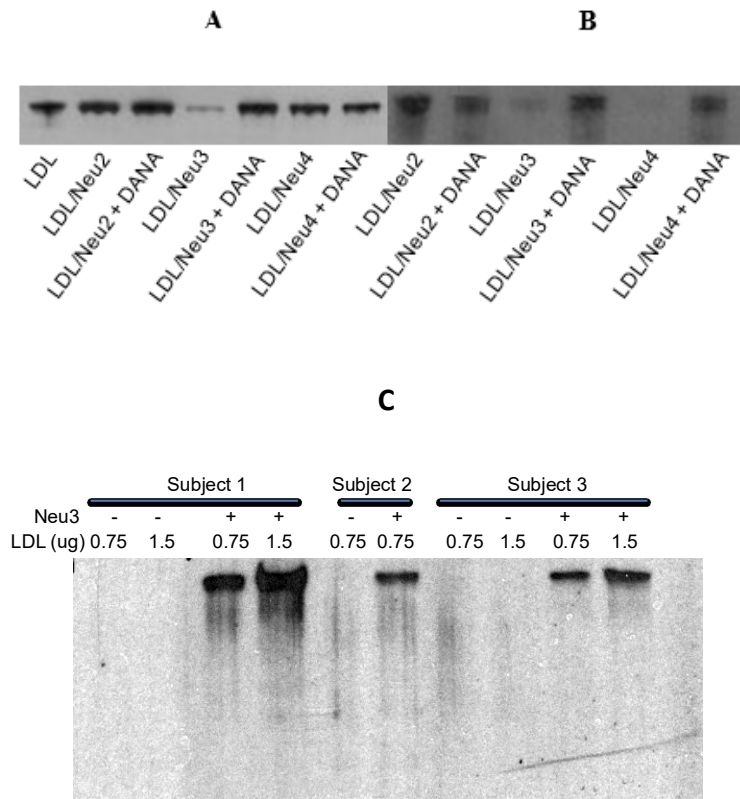 A B
LDL LDL/Neu2 LDL/Neu2 + DANA LDL/Neu3 LDL/Neu3 + DANA LDL/Neu4 LDL/Neu4 + DANA LDL/Neu2 LDL/Neu2 + DANA LDL/Neu3 LDL/Neu3 + DANA LDL/Neu4 LDL/Neu4 + DANA
C
Subject 1 Subject 2 Subject 3
Neu3 - - + + - + - - + +
LDL (ug) 0.75 1.5 0.75 1.5 0.75 0.75 0.75 1.5 0.75 1.5